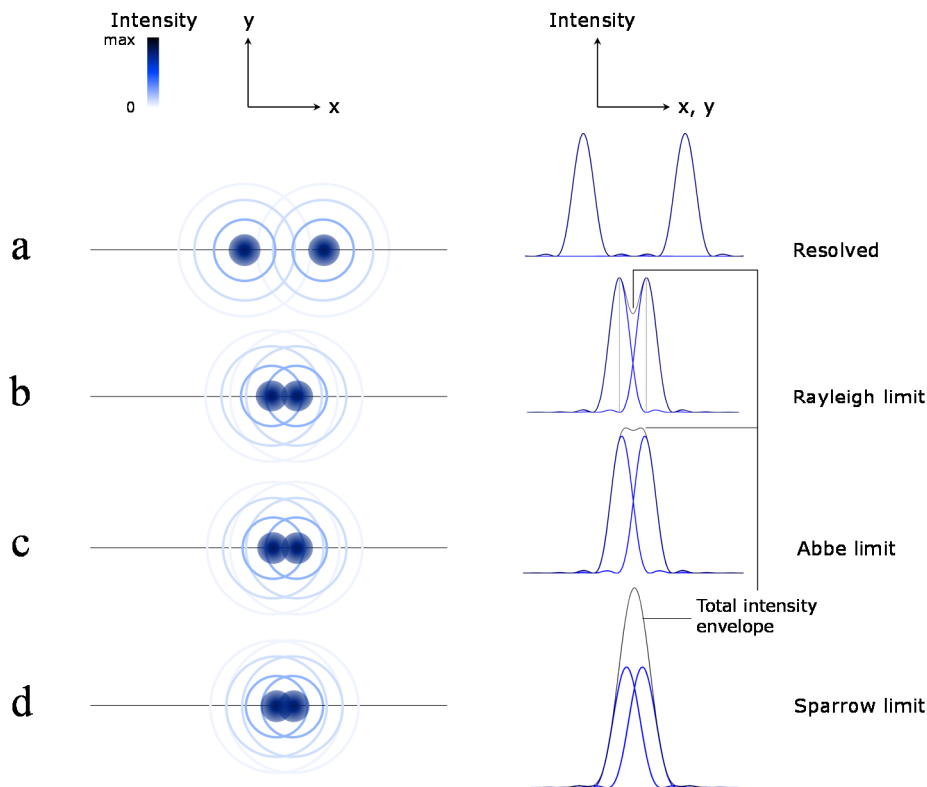 Intensity
max
0
y
x
Intensity
x, y
a
Resolved
b
Rayleigh limit
c
Abbe limit
Total intensity
envelope
d
Sparrow limit